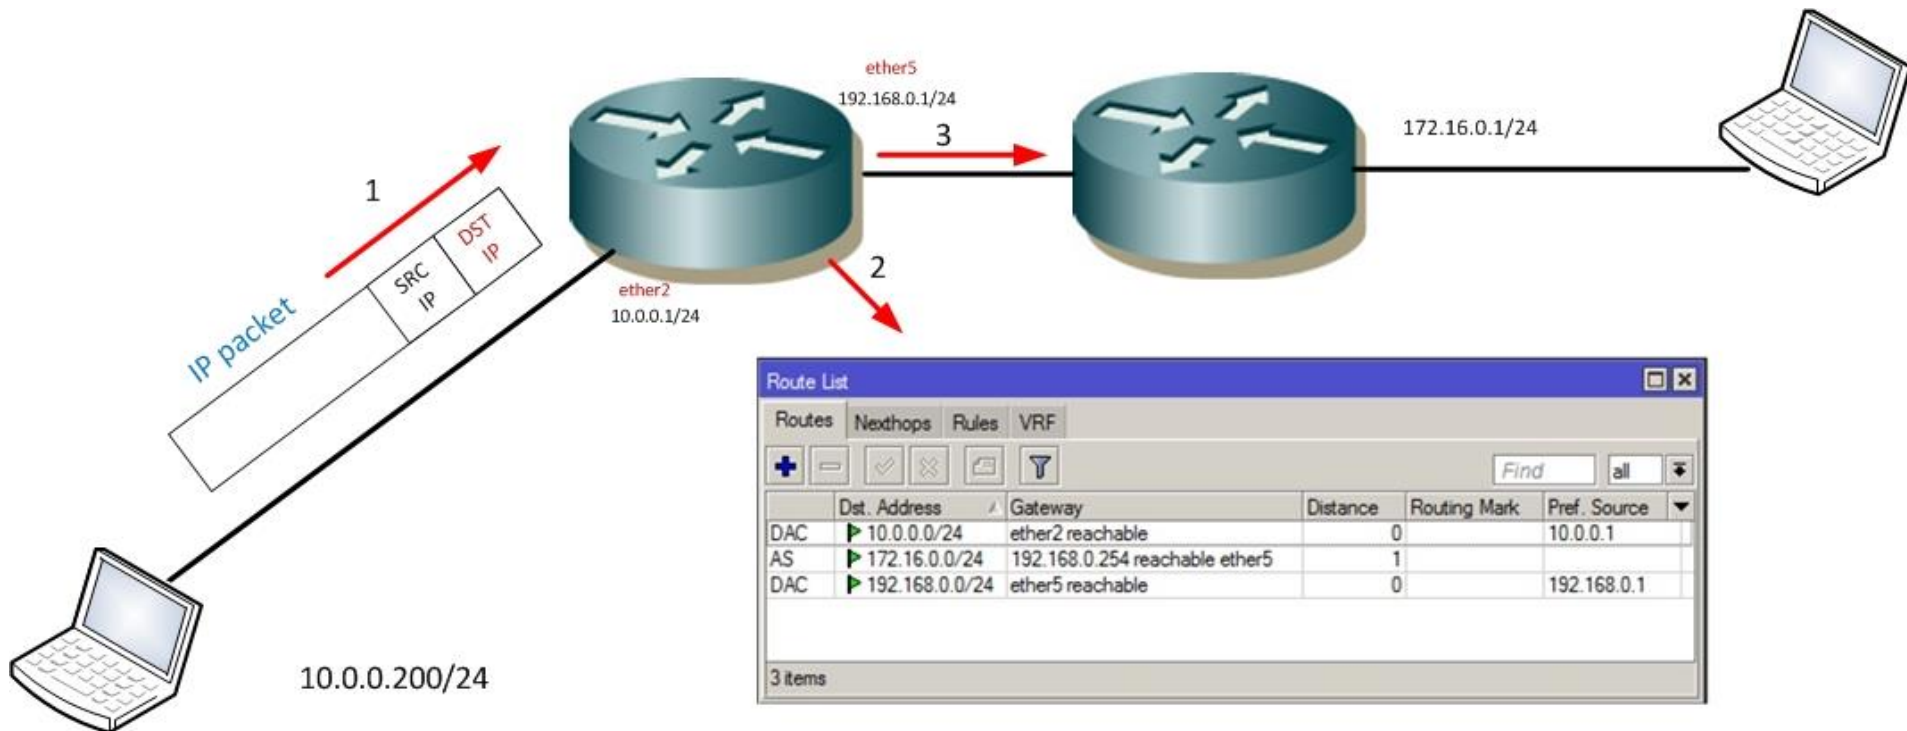 ether5
192.168.0.1/24
3
172.16.0.1/24
1
DST
IP
SRC
IP
IP packet
2
ether2
10.0.0.1/24
Route List
Routes Nexthops Rules VRF
Find all
Dst. Address Gateway Distance Routing Mark Pref. Source
DAC 10.0.0.0/24 ether2 reachable 0 10.0.0.1
AS 172.16.0.0/24 192.168.0.254 reachable ether5 1
DAC 192.168.0.0/24 ether5 reachable 0 192.168.0.1
3 items
10.0.0.200/24